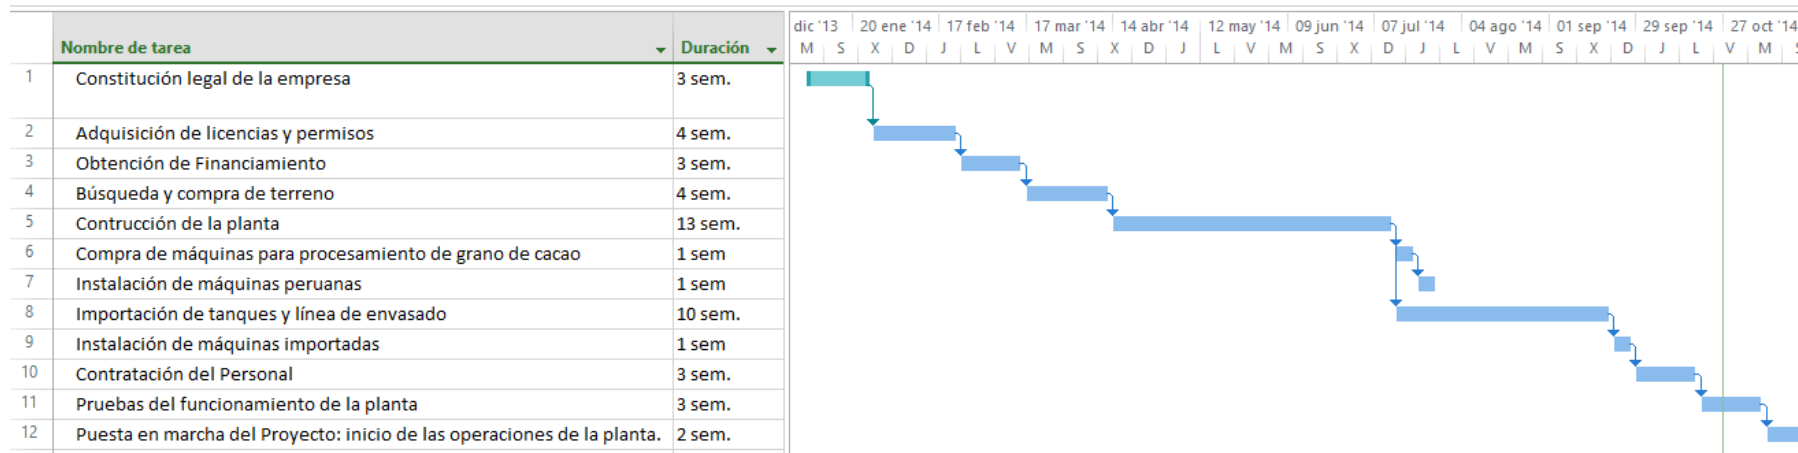 dic '13 20 ene '14 17 feb '14 17 mar '14 14 abr '14 12 may '14 09 jun '14 07 jul '14 04 ago '14 01 sep '14 29 sep '14 27 oct '14
Nombre de tarea Duración M S X D J L V M S X D J L V M S X D J L V M S X D J L V M S
1 Constitución legal de la empresa 3 sem.
2 Adquisición de licencias y permisos 4 sem.
3 Obtención de Financiamiento 3 sem.
4 Búsqueda y compra de terreno 4 sem.
5 Contrucción de la planta 13 sem.
6 Compra de máquinas para procesamiento de grano de cacao 1 sem
7 Instalación de máquinas peruanas 1 sem
8 Importación de tanques y línea de envasado 10 sem.
9 Instalación de máquinas importadas 1 sem
10 Contratación del Personal 3 sem.
11 Pruebas del funcionamiento de la planta 3 sem.
12 Puesta en marcha del Proyecto: inicio de las operaciones de la planta. 2 sem.